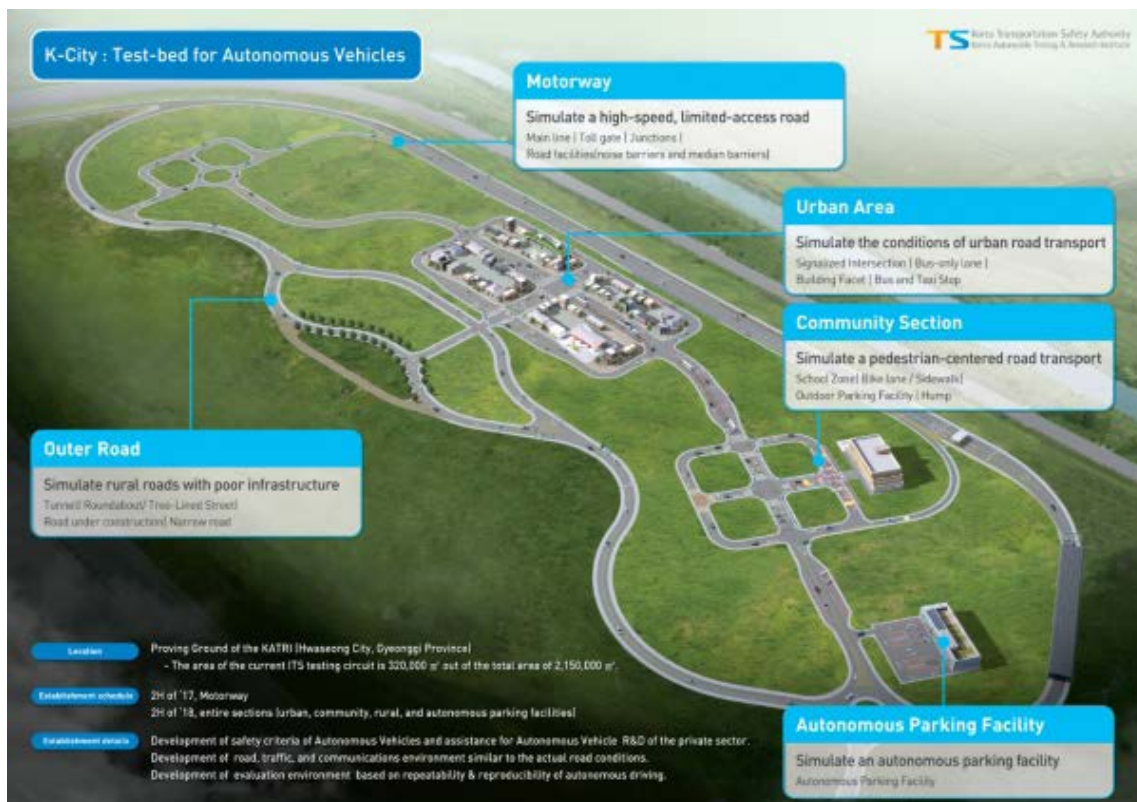 K-City : Test-bed for Autonomous Vehicles
TS Korea Transportation Safety Authority
Korea Automobile Testing & Research Institute
Motorway
Simulate a high-speed, limited-access road
Main line | Toll gate | Junctions |
Road facilities(noise barriers and median barriers)
Urban Area
Simulate the conditions of urban road transport
Signalized Intersection | Bus-only lane |
Building Facet | Bus and Taxi Stop
Community Section
Simulate a pedestrian-centered road transport
School Zone| Bike lane / Sidewalk|
Outdoor Parking Facility | Hump
Outer Road
Simulate rural roads with poor infrastructure
Tunnel/ Roundabout/ Tree-Lined Street|
Road under construction| Narrow road
Location
Proving Ground of the KATRI (Hwaseong City, Gyeonggi Province)
- The area of the current ITS testing circuit is 320,000 ㎡ out of the total area of 2,150,000 ㎡.
Establishment schedule
2H of '17, Motorway
2H of '18, entire sections (urban, community, rural, and autonomous parking facilities)
Establishment details
Development of safety criteria of Autonomous Vehicles and assistance for Autonomous Vehicle R&D of the private sector.
Development of road, traffic, and communications environment similar to the actual road conditions.
Development of evaluation environment based on repeatability & reproducibility of autonomous driving.
Autonomous Parking Facility
Simulate an autonomous parking facility
Autonomous Parking Facility